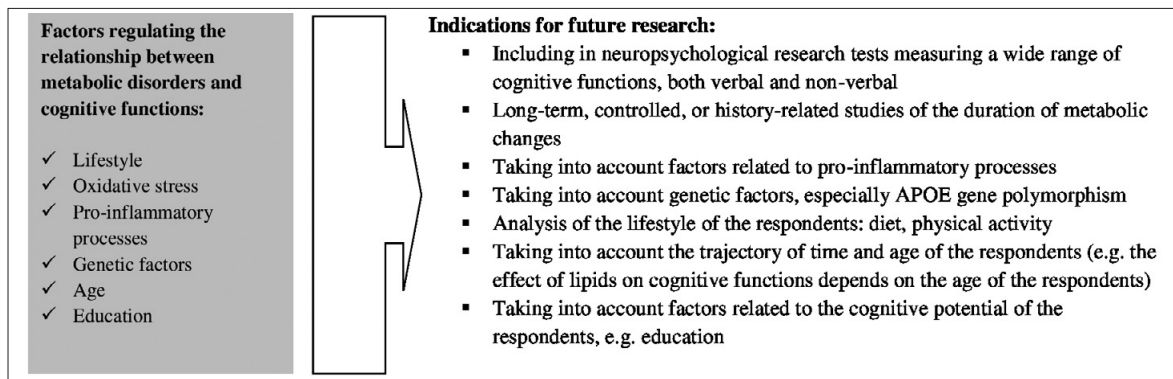 Factors regulating the
relationship between
metabolic disorders and
cognitive functions:
✓ Lifestyle
✓ Oxidative stress
✓ Pro-inflammatory
processes
✓ Genetic factors
✓ Age
✓ Education
Indications for future research:
▪ Including in neuropsychological research tests measuring a wide range of
cognitive functions, both verbal and non-verbal
▪ Long-term, controlled, or history-related studies of the duration of metabolic
changes
▪ Taking into account factors related to pro-inflammatory processes
▪ Taking into account genetic factors, especially APOE gene polymorphism
▪ Analysis of the lifestyle of the respondents: diet, physical activity
▪ Taking into account the trajectory of time and age of the respondents (e.g. the
effect of lipids on cognitive functions depends on the age of the respondents)
▪ Taking into account factors related to the cognitive potential of the
respondents, e.g. education